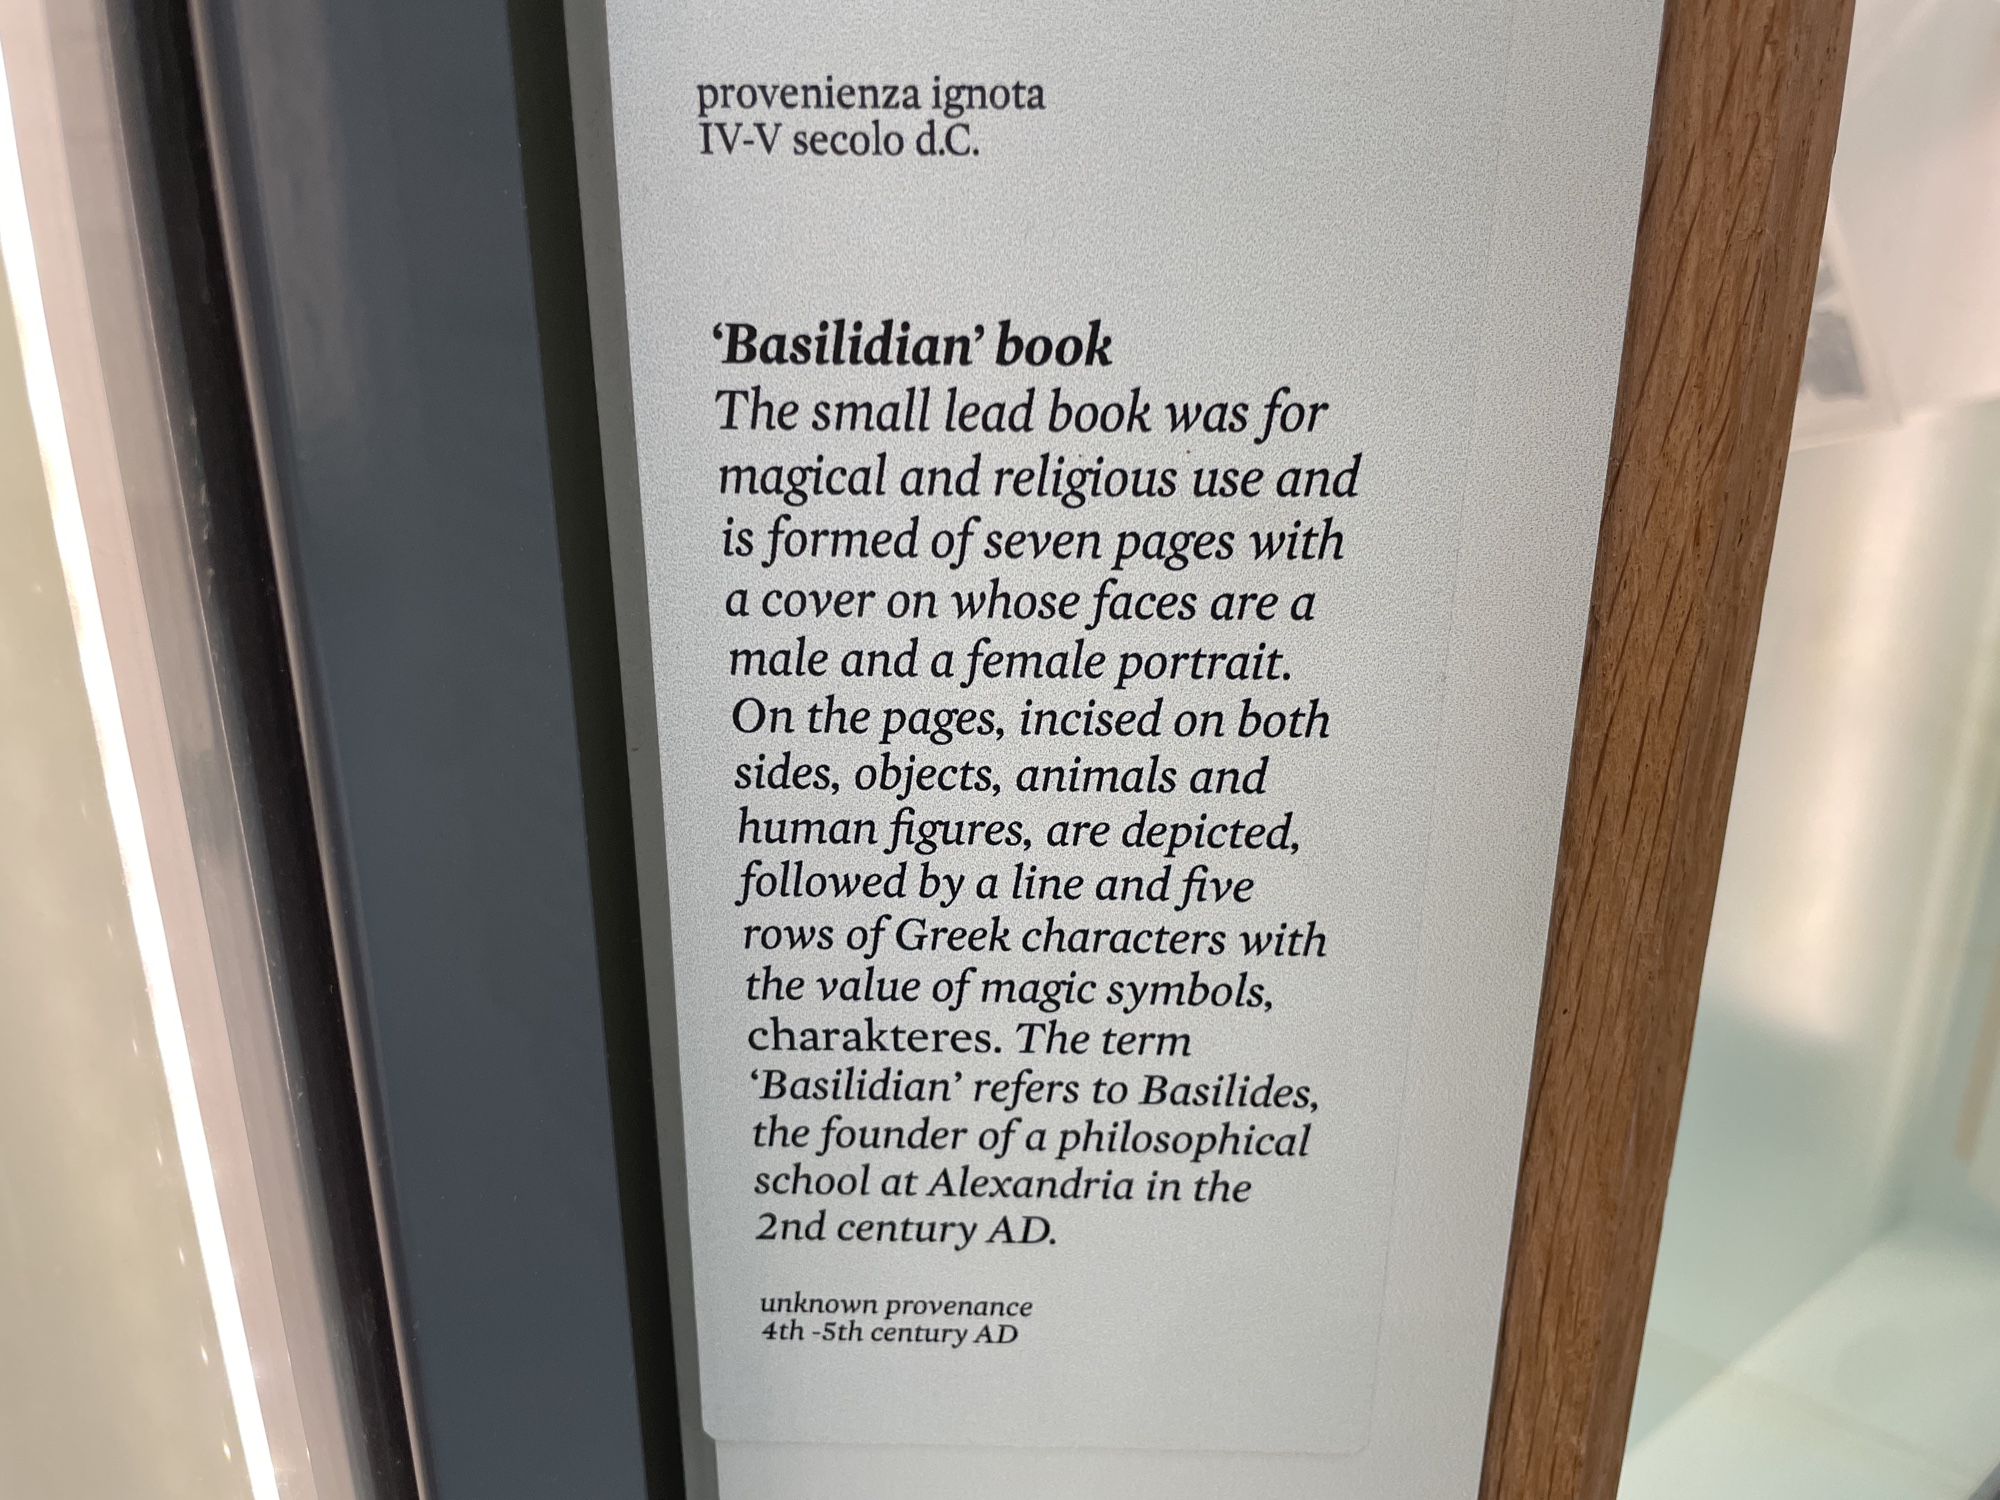 provenienza ignota
IV-V secolo d.C.
‘Basilidian’ book
The small lead book was for
magical and religious use and
is formed of seven pages with
a cover on whose faces are a
male and a female portrait.
On the pages, incised on both
sides, objects, animals and
human figures, are depicted,
followed by a line and five
rows of Greek characters with
the value of magic symbols,
charakteres. The term
‘Basilidian’ refers to Basilides,
the founder of a philosophical
school at Alexandria in the
2nd century AD.
unknown provenance
4th -5th century AD